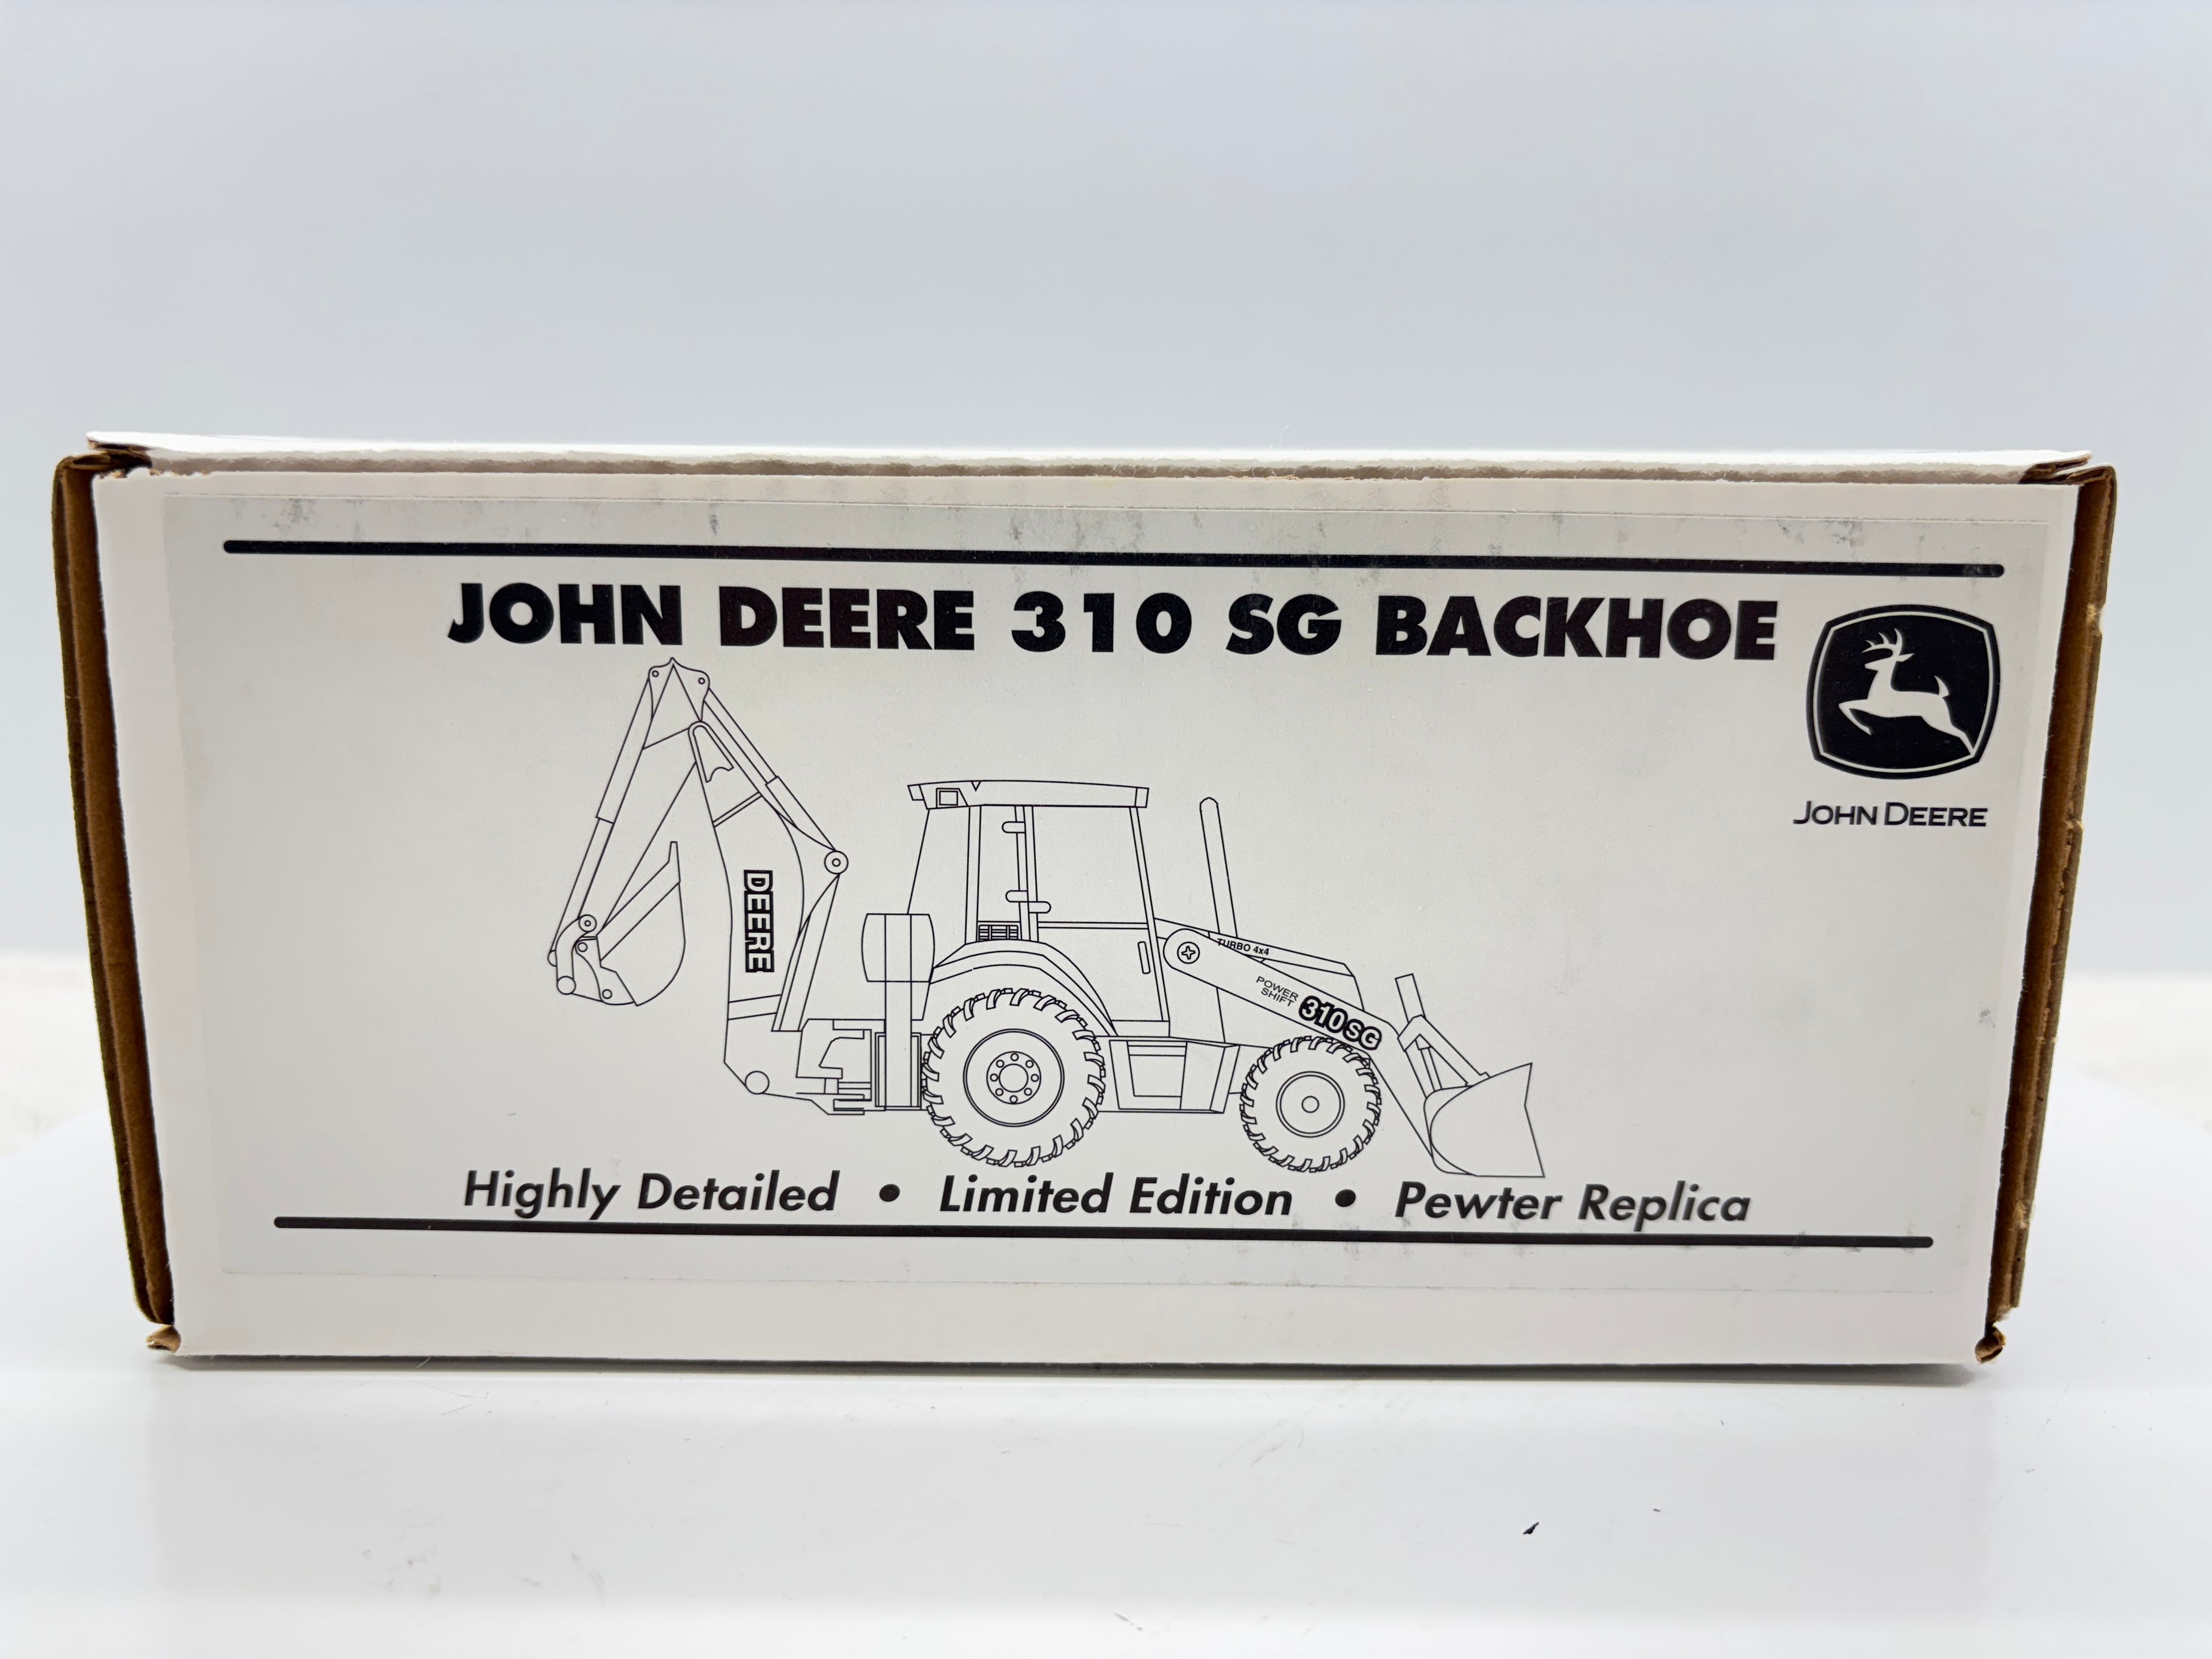 JOHN DEERE 310 SG BACKHOE
JOHN DEERE
DEERE
TURBO 4x4
POWER
SHIFT
310SG
Highly Detailed • Limited Edition • Pewter Replica